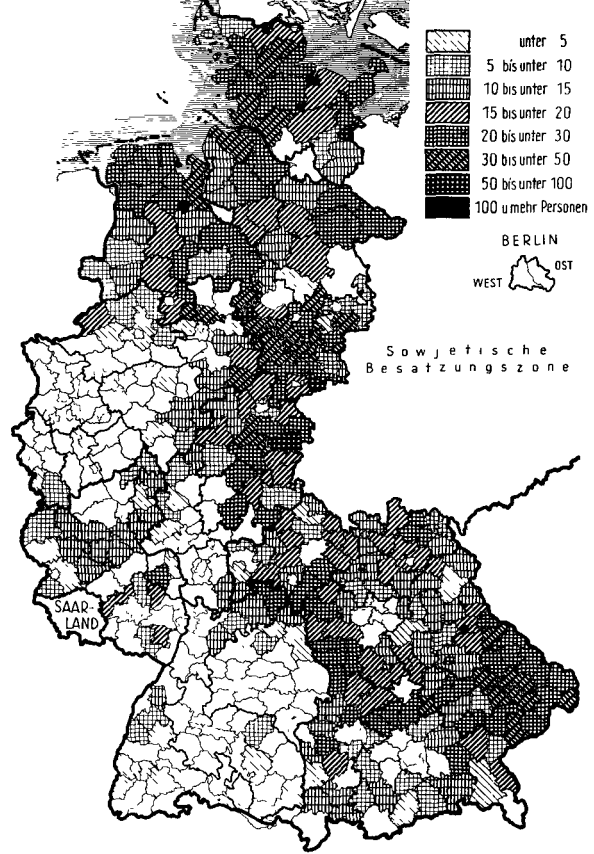 unter 5
5 bis unter 10
10 bis unter 15
15 bis unter 20
20 bis unter 30
30 bis unter 50
50 bis unter 100
100 u mehr Personen
BERLIN
WEST OST
Sowjetische
Besatzungszone
SAAR-
LAND